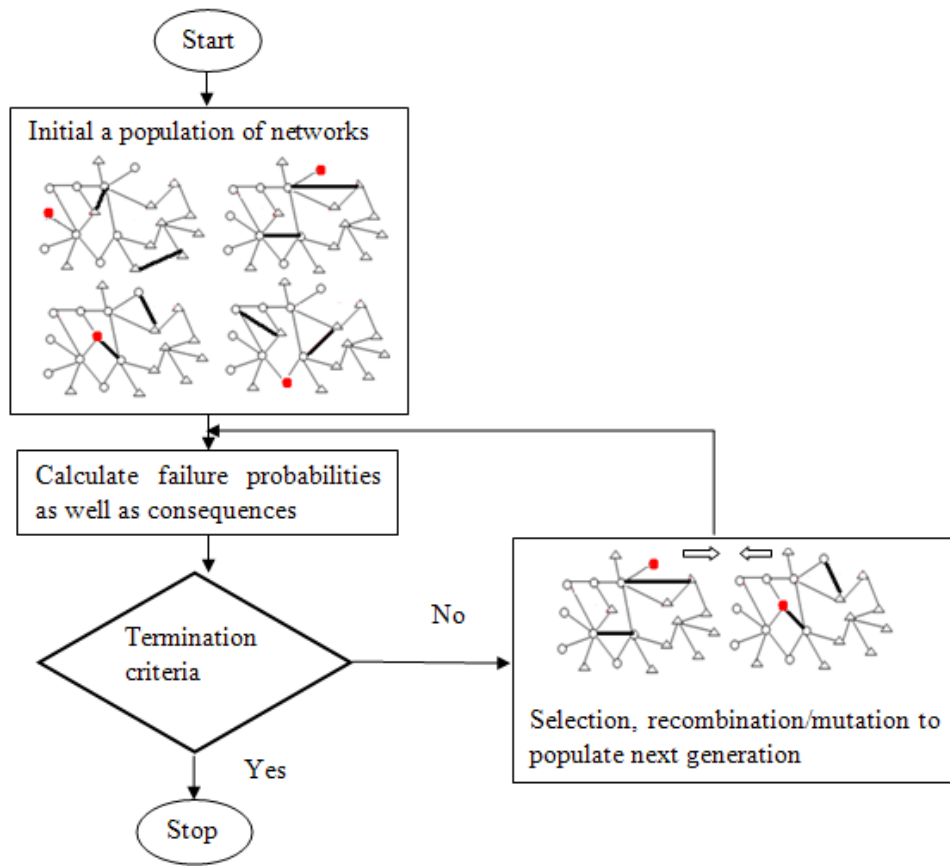 Start
Initial a population of networks
Calculate failure probabilities
as well as consequences
Termination
criteria
No
Selection, recombination/mutation to
populate next generation
Yes
Stop